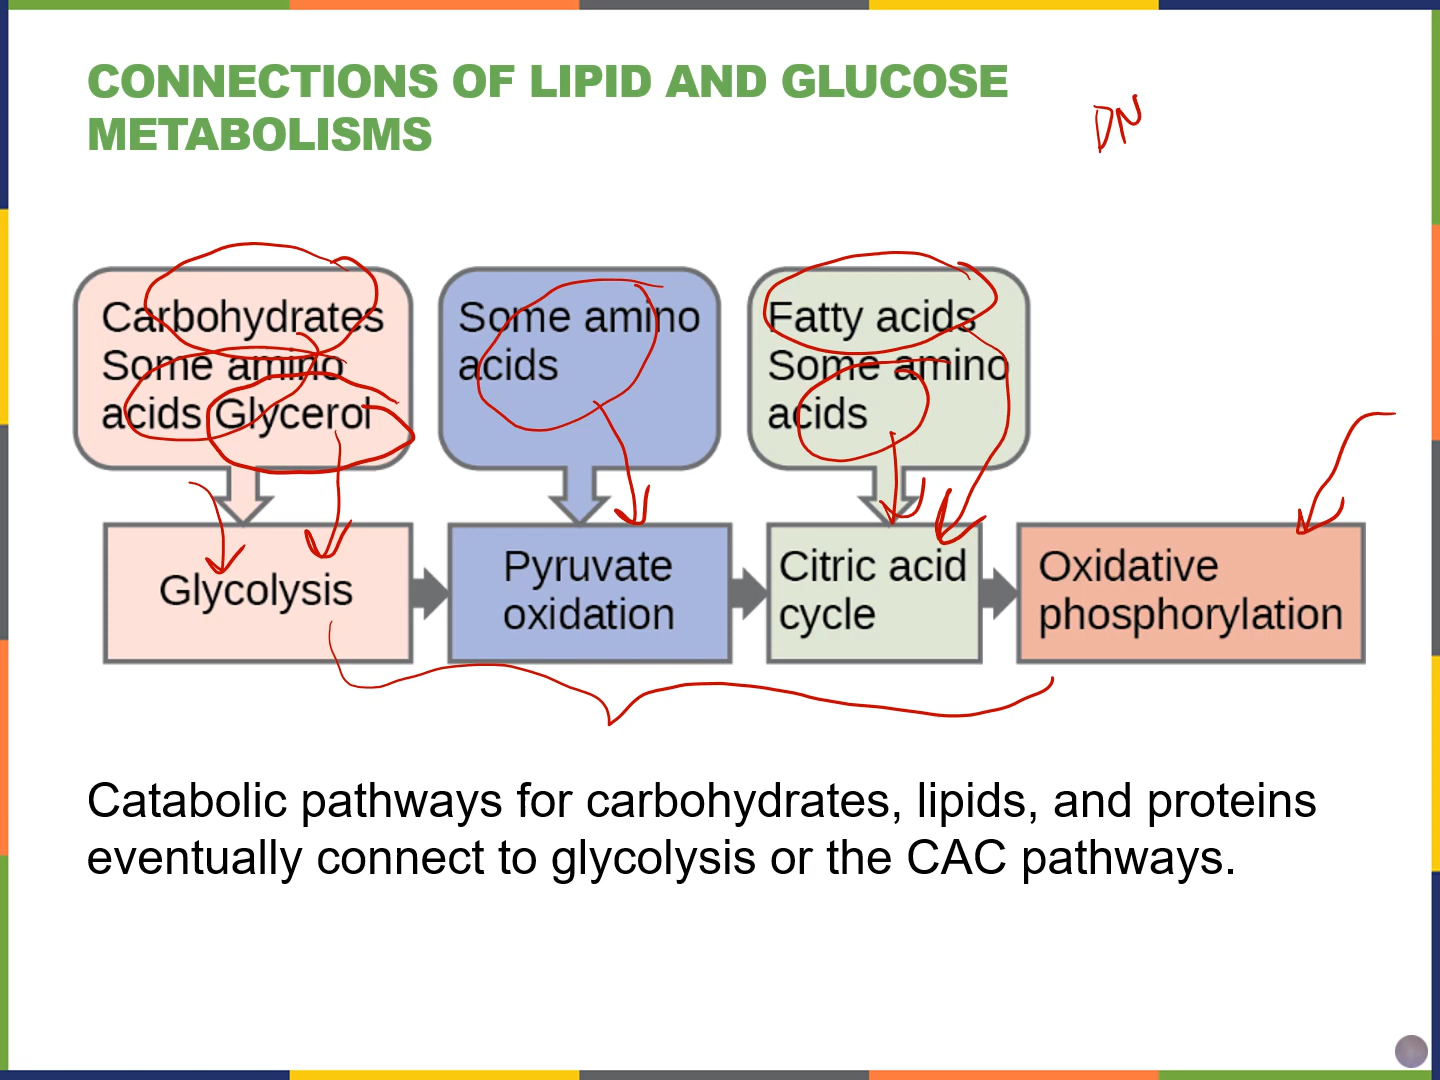 CONNECTIONS OF LIPID AND GLUCOSE
METABOLISMS
DN
Carbohydrates
Some amino
acids Glycerol
Some amino
acids
Fatty acids
Some amino
acids
Glycolysis
Pyruvate
oxidation
Citric acid
cycle
Oxidative
phosphorylation
Catabolic pathways for carbohydrates, lipids, and proteins
eventually connect to glycolysis or the CAC pathways.